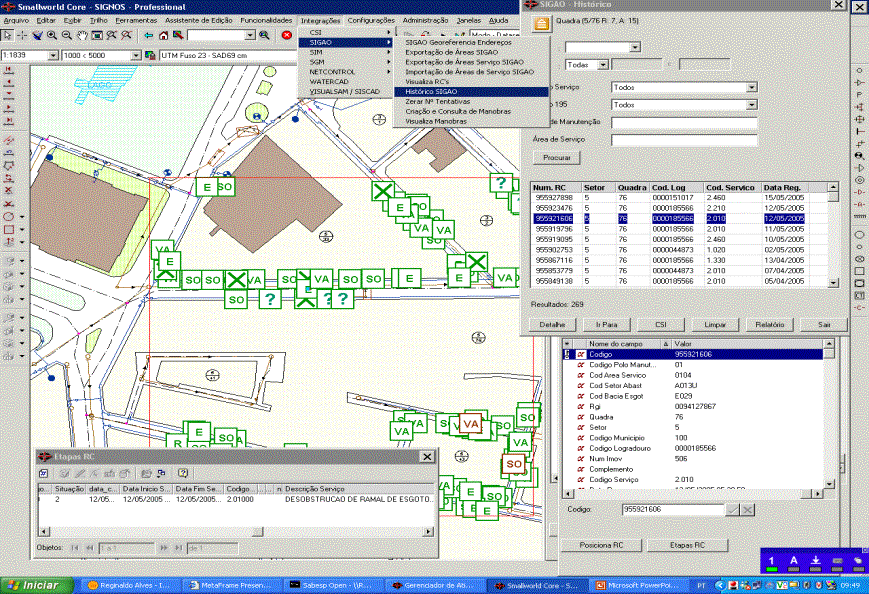 Smallworld Core - SIGNOS - Professional
Arquivo Editar Exibir Trilho Ferramentas Assistente de Edição Funcionalidades Integrações Configurações Administração Janelas Ajuda
1:1839
1000 < 5000
UTM Fuso 23 - SAD69 cm
CSI
SIGAO
SIM
SGM
NETCONTROL
WATERCAD
VISUALSAM / SISCAD
SIGAO Georeferencia Endereços
Exportação de Áreas SIGAO
Exportação de Áreas Serviço SIGAO
Importação de Áreas de Serviço SIGAO
Visualiza RC's
Histórico SIGAO
Zerar Nº Tentativas
Criação e Consulta de Manobras
Visualiza Manobras
SIGAO - Histórico
Quadra (5/76 R: 7, A: 15)
Todas
e
Serviço
Todos
195
Todos
de Manutenção
Área de Serviço
Procurar
Num. RC Setor Quadra Cod. Log Cod. Servico Data Reg.
955927898 5 76 0000151017 2.460 15/05/2005
955923476 5 76 0000185566 2.210 12/05/2005
955921606 5 76 0000185566 2.010 12/05/2005
955919796 5 76 0000185566 2.010 11/05/2005
955919095 5 76 0000185566 2.460 10/05/2005
955902753 5 76 0000044873 1.020 02/05/2005
955867116 5 76 0000185566 1.330 13/04/2005
955853779 5 76 0000044873 2.010 07/04/2005
955849138 5 76 0000185566 2.010 05/04/2005
Resultados: 269
Detalhe Ir Para CSI Limpar Relatório Sair
Nome do campo Valor
Codigo 955921606
Codigo Polo Manut... 01
Cod Area Servico 0104
Cod Setor Abast A013U
Cod Bacia Esgot E029
Rgi 0094127867
Quadra 76
Setor 5
Codigo Municipio 100
Codigo Logradouro 0000185566
Num Imov 506
Complemento
Codigo Serviço 2.010
Codigo: 955921606
Posiciona RC Etapas RC
Etapas RC
Situação data_c... Data Inicio S... Data Fim Se... Codigo n Descrição Serviço
2 12/05... 12/05/2005... 12/05/2005... 2.01000 DESOBSTRUCAO DE RAMAL DE ESGOTO...
Objetos: 1 a 1 de 1
E SO
?
E
VA
VA
SO
VA
E
SO SO VA SO VA SO SO E E VA
SO ? ? ?
VA VA SO SO
VA
SO
R E SO
VA
E SO
E
1 A
Iniciar
Reginaldo Alves - I...
MetaFrame Presen...
Sabesp Open - \\R...
Gerenciador de Ati...
Smallworld Core - S...
Microsoft PowerPoi...
PT
09:49